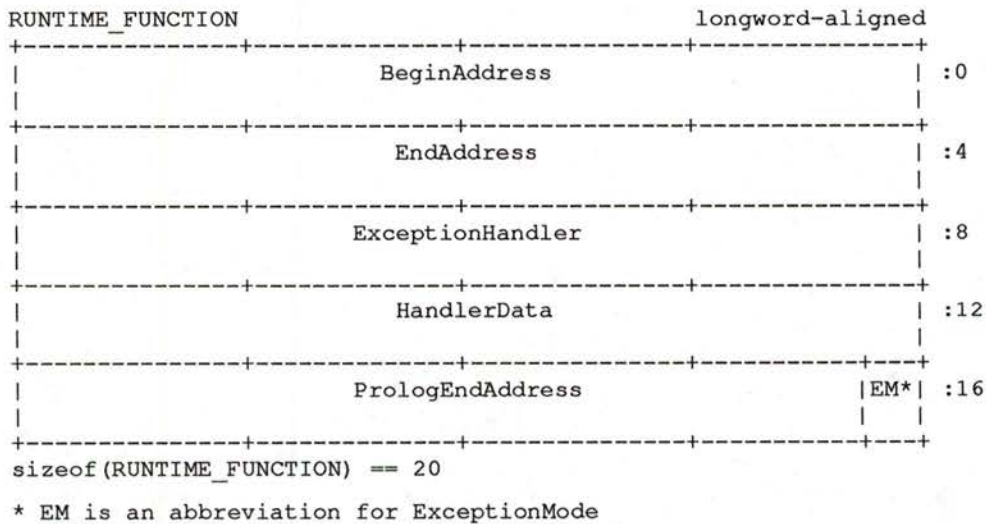 RUNTIME_FUNCTION longword-aligned
+---------------+--------------+---------------+---------------+
| BeginAddress | :0
| |
+---------------+--------------+---------------+---------------+
| EndAddress | :4
| |
+---------------+--------------+---------------+---------------+
| ExceptionHandler | :8
| |
+---------------+--------------+---------------+---------------+
| HandlerData | :12
| |
+---------------+--------------+---------------+-----------+---+
| PrologEndAddress |EM*| :16
| | |
+---------------+--------------+---------------+-----------+---+
sizeof(RUNTIME_FUNCTION) == 20
* EM is an abbreviation for ExceptionMode